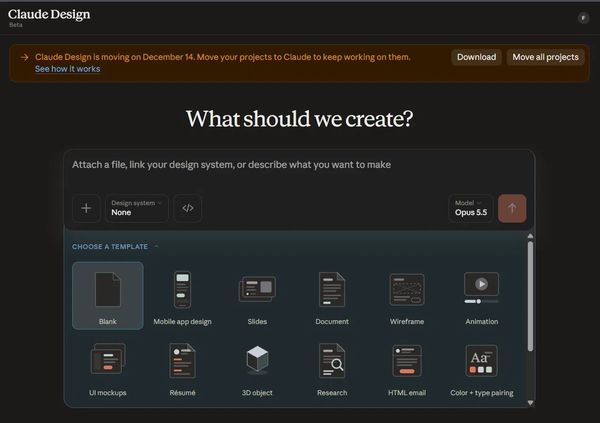 Claude Design
Beta
F
→ Claude Design is moving on December 14. Move your projects to Claude to keep working on them.
See how it works
Download
Move all projects
What should we create?
Attach a file, link your design system, or describe what you want to make
Design system
None
Model
Opus 5.5
CHOOSE A TEMPLATE
Blank
Mobile app design
Slides
Document
Wireframe
Animation
Aa
UI mockups
Résumé
3D object
Research
HTML email
Color + type pairing